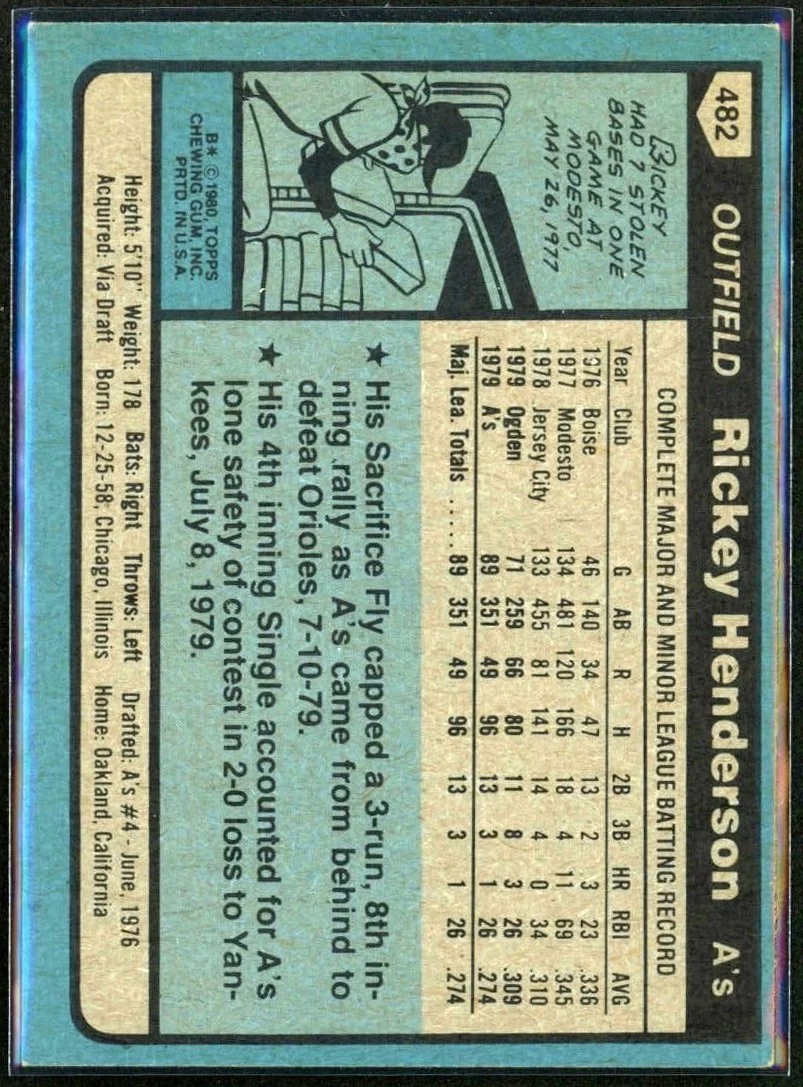 482 OUTFIELD Rickey Henderson A's
RICKEY
HAD 7 STOLEN
BASES IN ONE
GAME AT
MODESTO,
MAY 26, 1977
B* ©1980, TOPPS
CHEWING GUM, INC.
PRTD. IN U.S.A.
COMPLETE MAJOR AND MINOR LEAGUE BATTING RECORD
Year Club G AB R H 2B 3B HR RBI AVG
1976 Boise 46 140 34 47 13 2 3 23 .336
1977 Modesto 134 481 120 166 18 4 11 69 .345
1978 Jersey City 133 455 81 141 14 4 0 34 .310
1979 Ogden 71 259 66 80 11 8 3 26 .309
1979 A's 89 351 49 96 13 3 1 26 .274
Maj. Lea. Totals ..... 89 351 49 96 13 3 1 26 .274
★ His Sacrifice Fly capped a 3-run, 8th in-
ning rally as A's came from behind to
defeat Orioles, 7-10-79.
★ His 4th inning Single accounted for A's
lone safety of contest in 2-0 loss to Yan-
kees, July 8, 1979.
Height: 5'10" Weight: 178 Bats: Right Throws: Left Drafted: A's #4 - June, 1976
Acquired: Via Draft Born: 12-25-58, Chicago, Illinois Home: Oakland, California